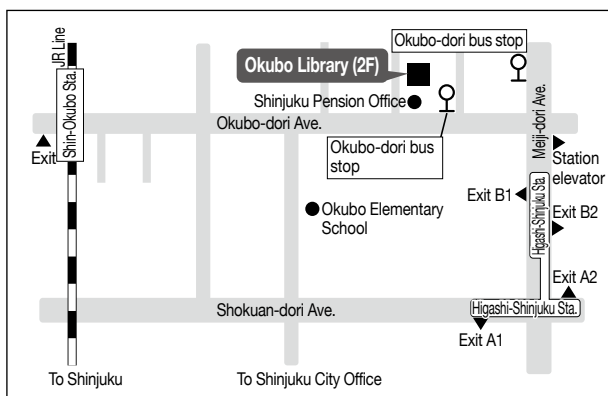 Okubo-dori bus stop
JR Line
Okubo Library (2F)
Shin-Okubo Sta.
Shinjuku Pension Office
Meiji-dori Ave.
Okubo-dori Ave.
Exit
Okubo-dori bus
stop
Station
elevator
Exit B1
Higashi-Shinjuku Sta.
Exit B2
Okubo Elementary
School
Exit A2
Shokuan-dori Ave.
Higashi-Shinjuku Sta.
Exit A1
To Shinjuku
To Shinjuku City Office